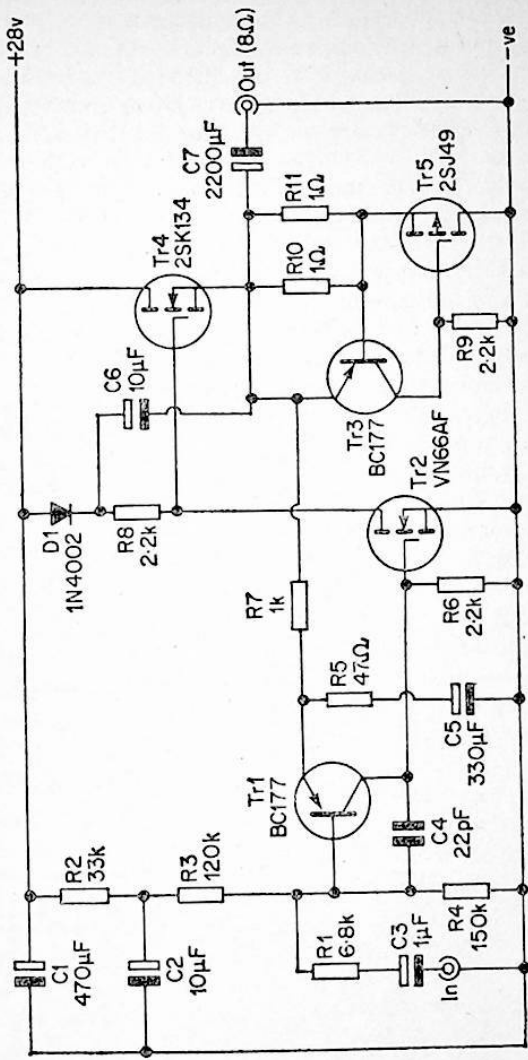 +28v
C1
470µF
R2
33k
C2
10µF
R3
120k
R1
6·8k
C3
1µF
In
R4
150k
Tr1
BC177
C4
22pF
R5
47Ω
C5
330µF
R7
1k
R6
2·2k
D1
1N4002
R8
2·2k
C6
10µF
Tr3
BC177
Tr2
VN66AF
Tr4
2SK134
R10
1Ω
R11
1Ω
R9
2·2k
Tr5
2SJ49
C7
2200µF
Out (8Ω)
-ve